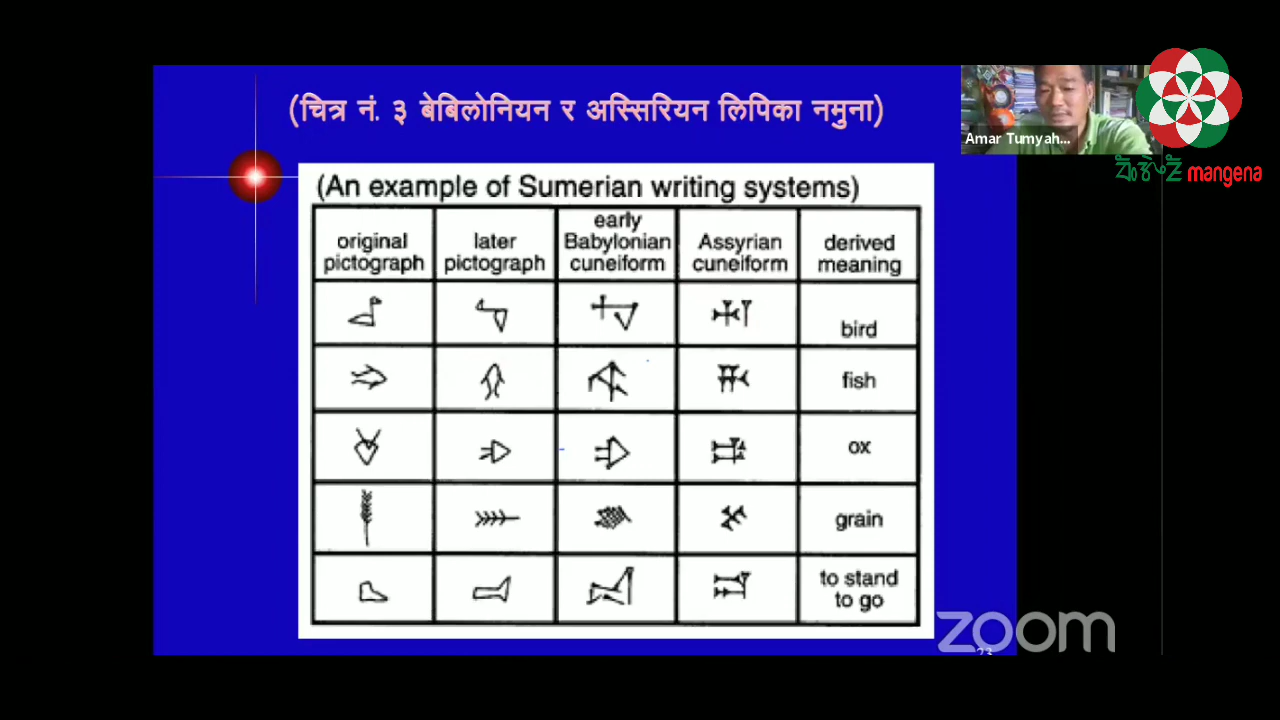 (चित्र नं. ३ बेबिलोनियन र अस्सिरियन लिपिका नमुना)
Amar Tumyah...
mangena
(An example of Sumerian writing systems)
original pictograph
later pictograph
early Babylonian cuneiform
Assyrian cuneiform
derived meaning
bird
fish
ox
grain
to stand
to go
zoom
23